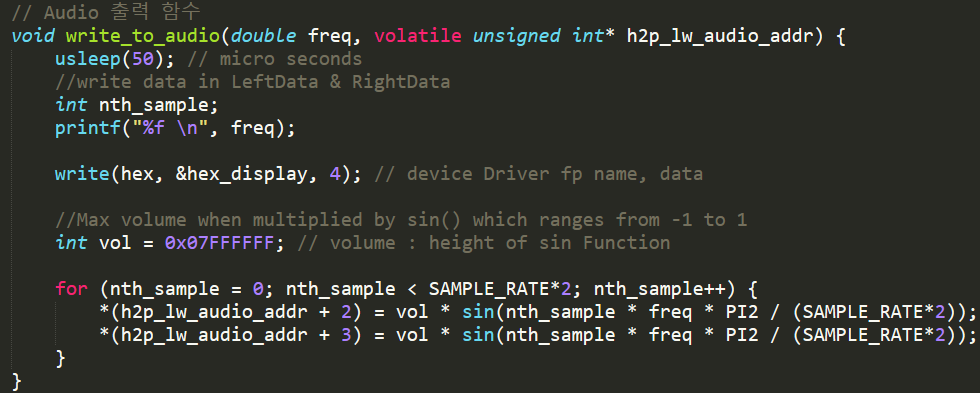 // Audio 출력 함수
void write_to_audio(double freq, volatile unsigned int* h2p_lw_audio_addr) {
    usleep(50); // micro seconds
    //write data in LeftData & RightData
    int nth_sample;
    printf("%f \n", freq);

    write(hex, &hex_display, 4); // device Driver fp name, data

    //Max volume when multiplied by sin() which ranges from -1 to 1
    int vol = 0x07FFFFFF; // volume : height of sin Function

    for (nth_sample = 0; nth_sample < SAMPLE_RATE*2; nth_sample++) {
        *(h2p_lw_audio_addr + 2) = vol * sin(nth_sample * freq * PI2 / (SAMPLE_RATE*2));
        *(h2p_lw_audio_addr + 3) = vol * sin(nth_sample * freq * PI2 / (SAMPLE_RATE*2));
    }
}